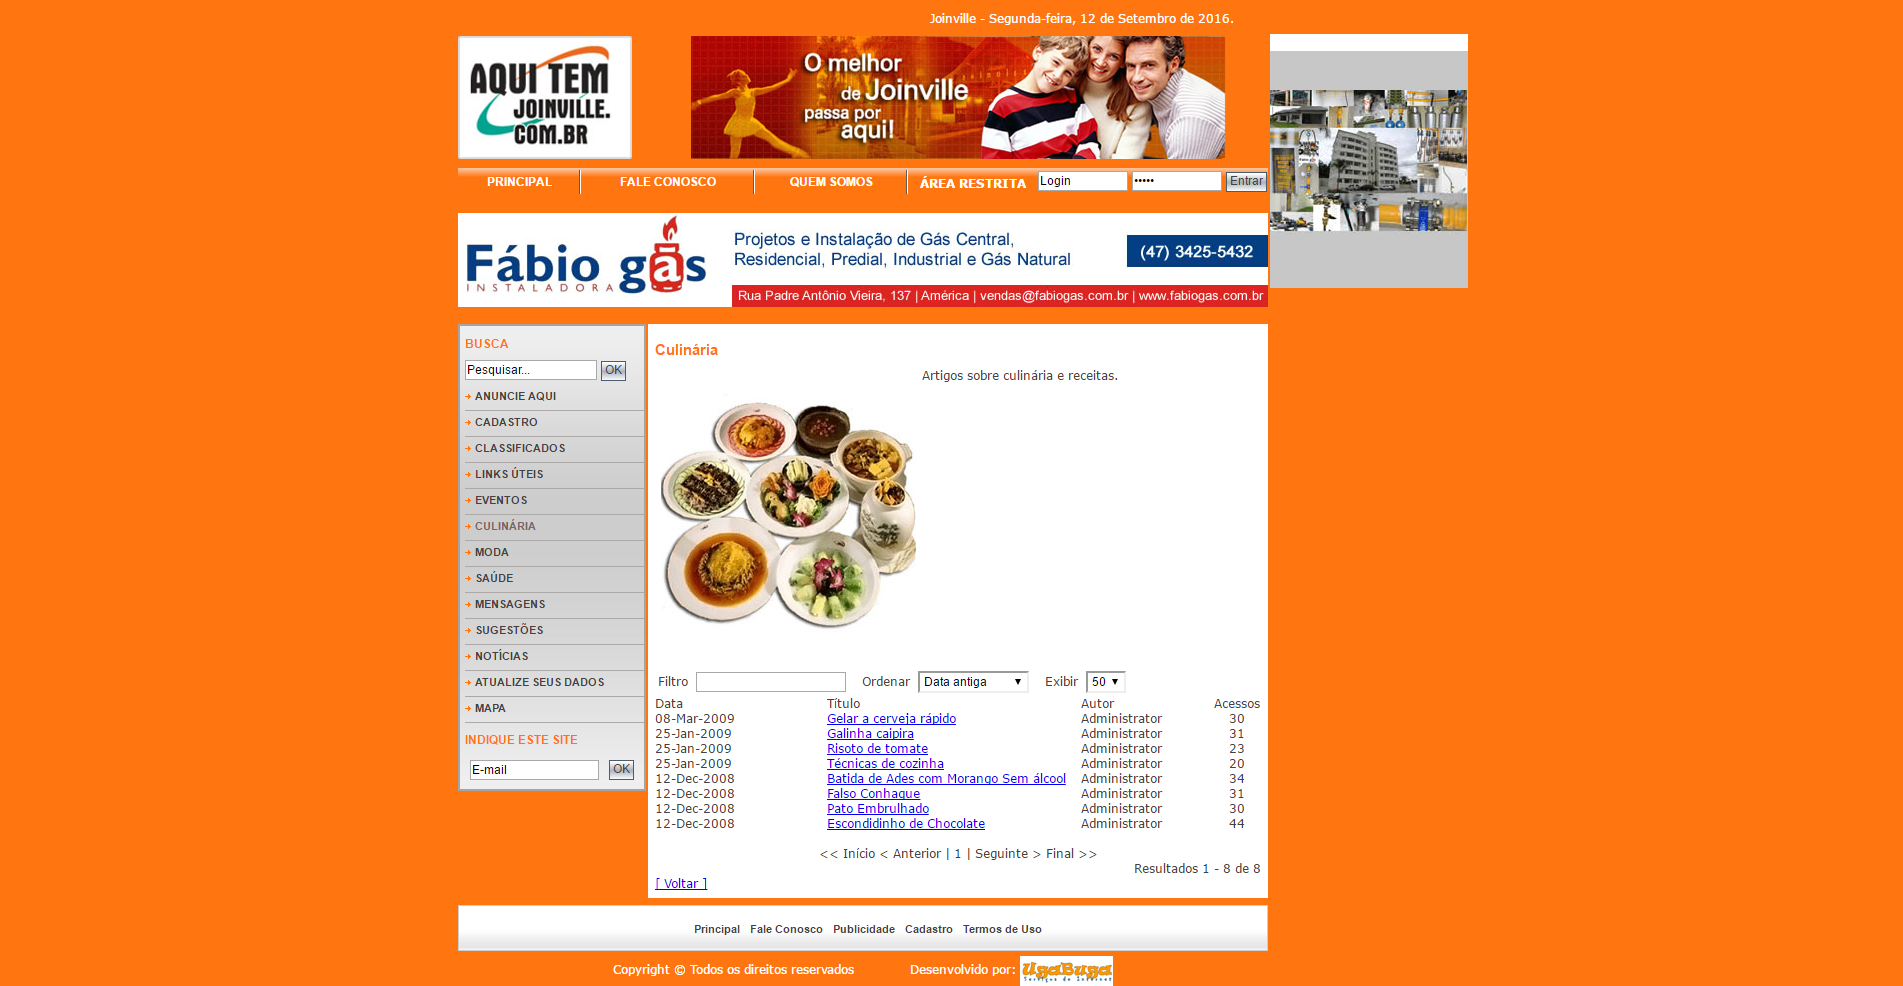 Joinville - Segunda-feira, 12 de Setembro de 2016.
AQUI TEM
JOINVILLE.
COM.BR
O melhor
de Joinville
passa por
aqui!
PRINCIPAL
FALE CONOSCO
QUEM SOMOS
ÁREA RESTRITA
Login
•••••
Entrar
Fábio gás
INSTALADORA
Projetos e Instalação de Gás Central,
Residencial, Predial, Industrial e Gás Natural
(47) 3425-5432
Rua Padre Antônio Vieira, 137 | América | vendas@fabiogas.com.br | www.fabiogas.com.br
BUSCA
Pesquisar... OK
ANUNCIE AQUI
CADASTRO
CLASSIFICADOS
LINKS ÚTEIS
EVENTOS
CULINÁRIA
MODA
SAÚDE
MENSAGENS
SUGESTÕES
NOTÍCIAS
ATUALIZE SEUS DADOS
MAPA
INDIQUE ESTE SITE
E-mail OK
Culinária
Artigos sobre culinária e receitas.
Filtro Ordenar Data antiga Exibir 50
Data Título Autor Acessos
08-Mar-2009 Gelar a cerveja rápido Administrator 30
25-Jan-2009 Galinha caipira Administrator 31
25-Jan-2009 Risoto de tomate Administrator 23
25-Jan-2009 Técnicas de cozinha Administrator 20
12-Dec-2008 Batida de Ades com Morango Sem álcool Administrator 34
12-Dec-2008 Falso Conhaque Administrator 31
12-Dec-2008 Pato Embrulhado Administrator 30
12-Dec-2008 Escondidinho de Chocolate Administrator 44
<< Início < Anterior | 1 | Seguinte > Final >>
Resultados 1 - 8 de 8
[ Voltar ]
Principal Fale Conosco Publicidade Cadastro Termos de Uso
Copyright © Todos os direitos reservados Desenvolvido por: UgaBuga
Serviços de Internet